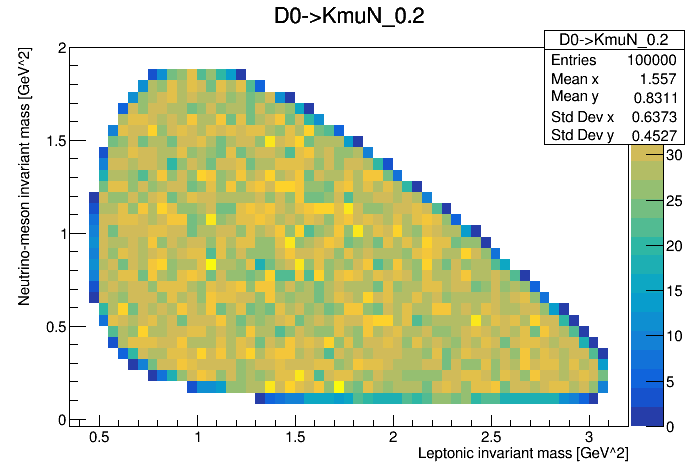 D0->KmuN_0.2
D0->KmuN_0.2
Entries 100000
Mean x 1.557
Mean y 0.8311
Std Dev x 0.6373
Std Dev y 0.4527
Neutrino-meson invariant mass [GeV^2]
2
1.5
1
0.5
0
0.5 1 1.5 2 2.5 3
Leptonic invariant mass [GeV^2]
30
25
20
15
10
5
0